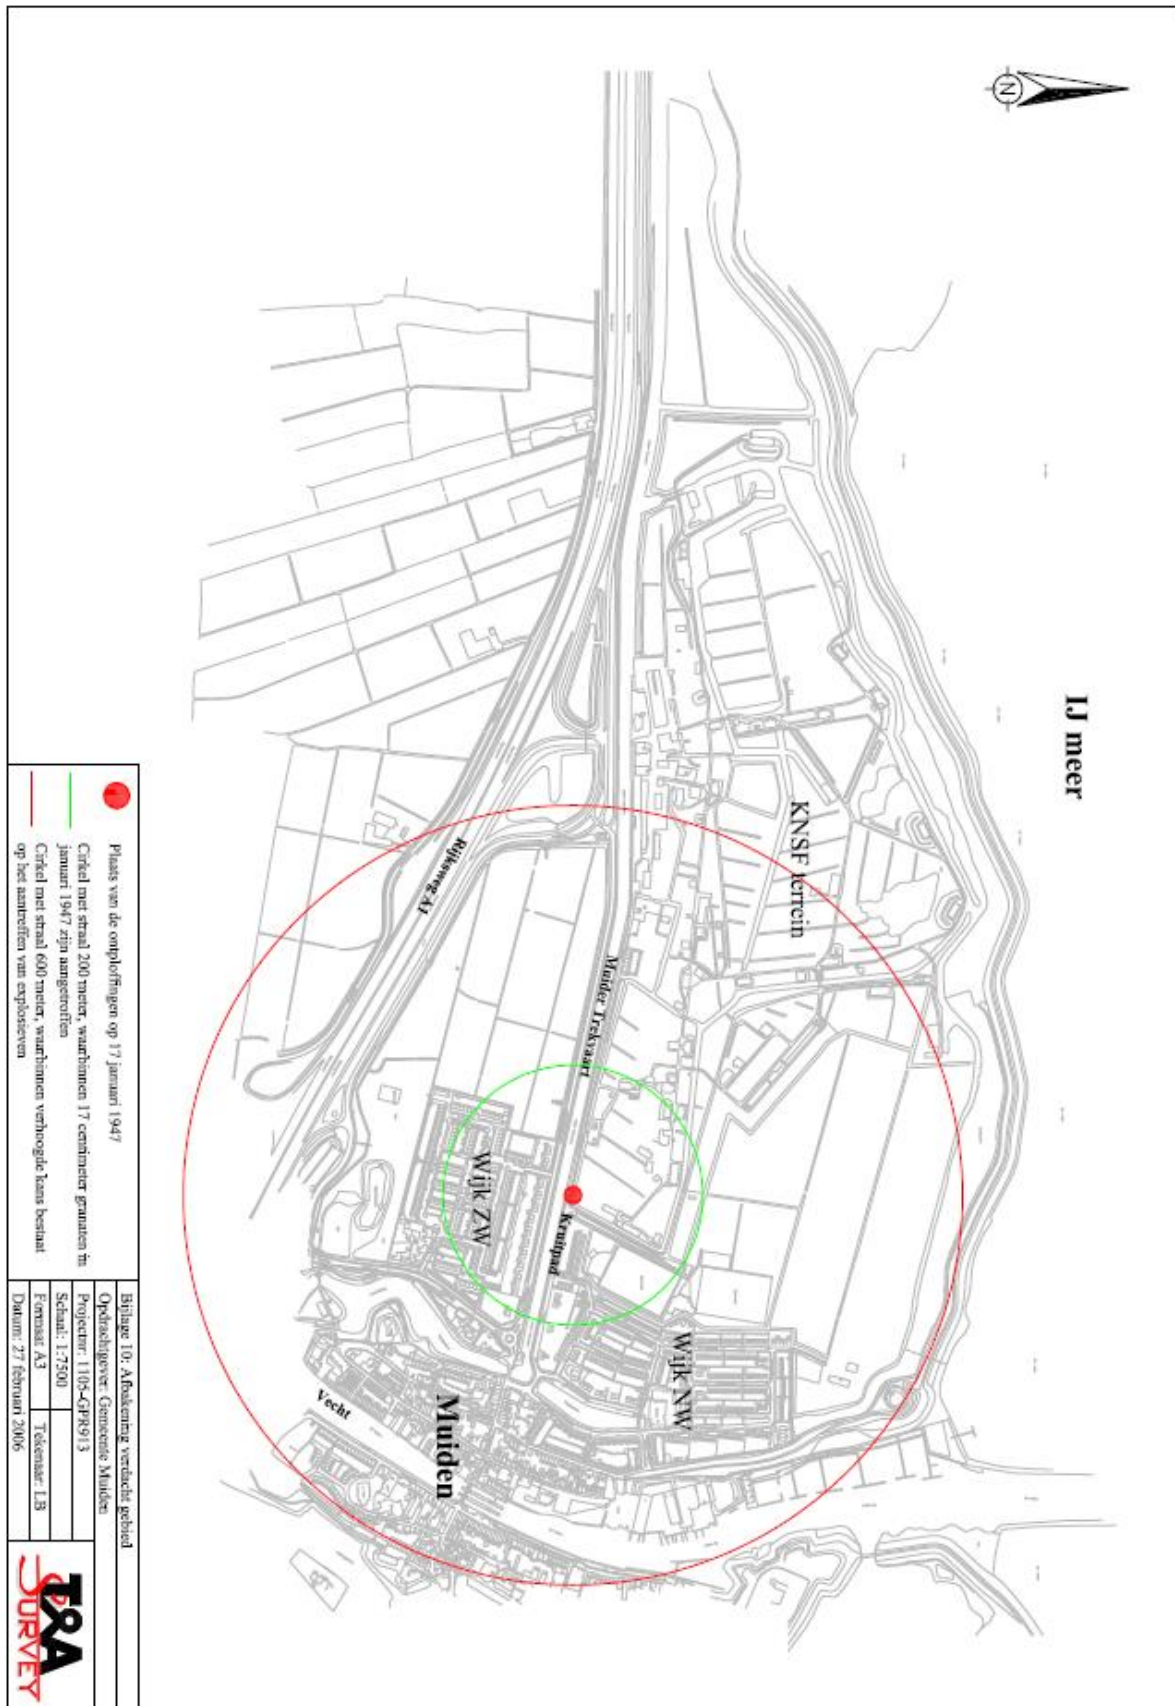 N
IJ meer
KNSF terrein
Rijksweg A1
Muider Trekvaart
Wijk ZW
Kruitpad
Wijk NW
Muiden
Vecht
Plaats van de ontploffingen op 17 januari 1947
Cirkel met straal 200 meter, waarbinnen 17 centimeter granaten in
januari 1947 zijn aangetroffen
Cirkel met straal 600 meter, waarbinnen verhoogde kans bestaat
op het aantreffen van explosieven
Bijlage 10: Afbakening verdacht gebied
Opdrachtgever: Gemeente Muiden
Projectnr: 1105-GPR913
Schaal: 1:7500
Formaat: A3
Tekenaar: LB
Datum: 27 februari 2006
T&A
SURVEY